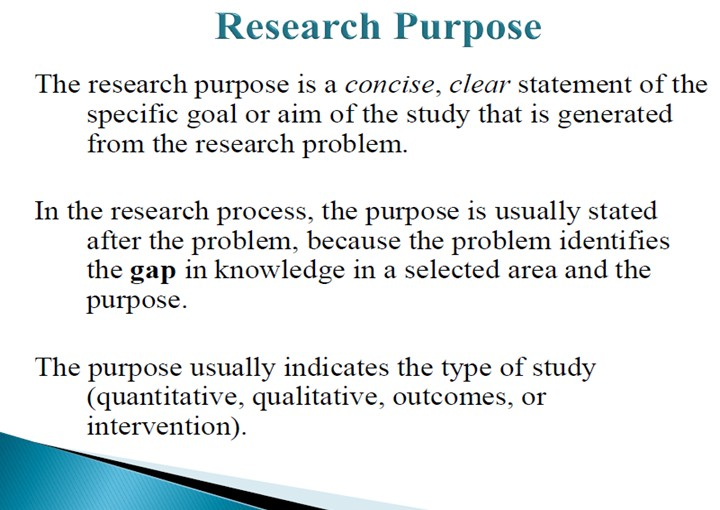 Research Purpose
The research purpose is a concise, clear statement of the
specific goal or aim of the study that is generated
from the research problem.
In the research process, the purpose is usually stated
after the problem, because the problem identifies
the gap in knowledge in a selected area and the
purpose.
The purpose usually indicates the type of study
(quantitative, qualitative, outcomes, or
intervention).